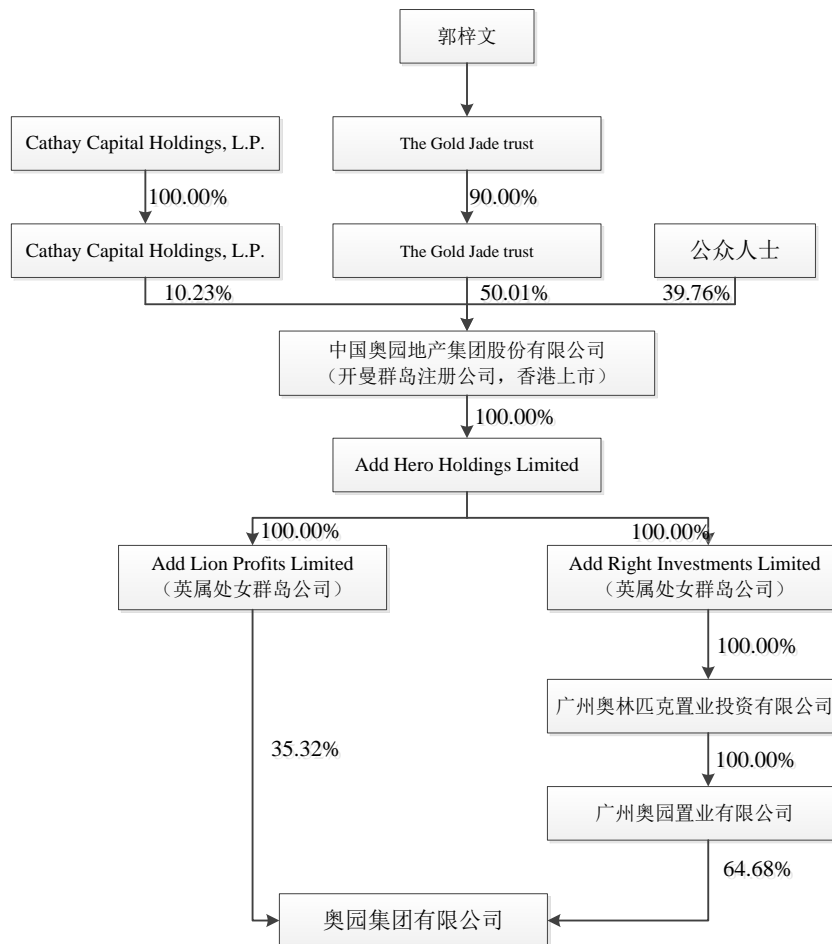 郭梓文
Cathay Capital Holdings, L.P.
The Gold Jade trust
100.00%
90.00%
Cathay Capital Holdings, L.P.
The Gold Jade trust
公众人士
10.23%
50.01%
39.76%
中国奥园地产集团股份有限公司
（开曼群岛注册公司，香港上市）
100.00%
Add Hero Holdings Limited
100.00%
100.00%
Add Lion Profits Limited
（英属处女群岛公司）
Add Right Investments Limited
（英属处女群岛公司）
100.00%
广州奥林匹克置业投资有限公司
35.32%
100.00%
广州奥园置业有限公司
64.68%
奥园集团有限公司